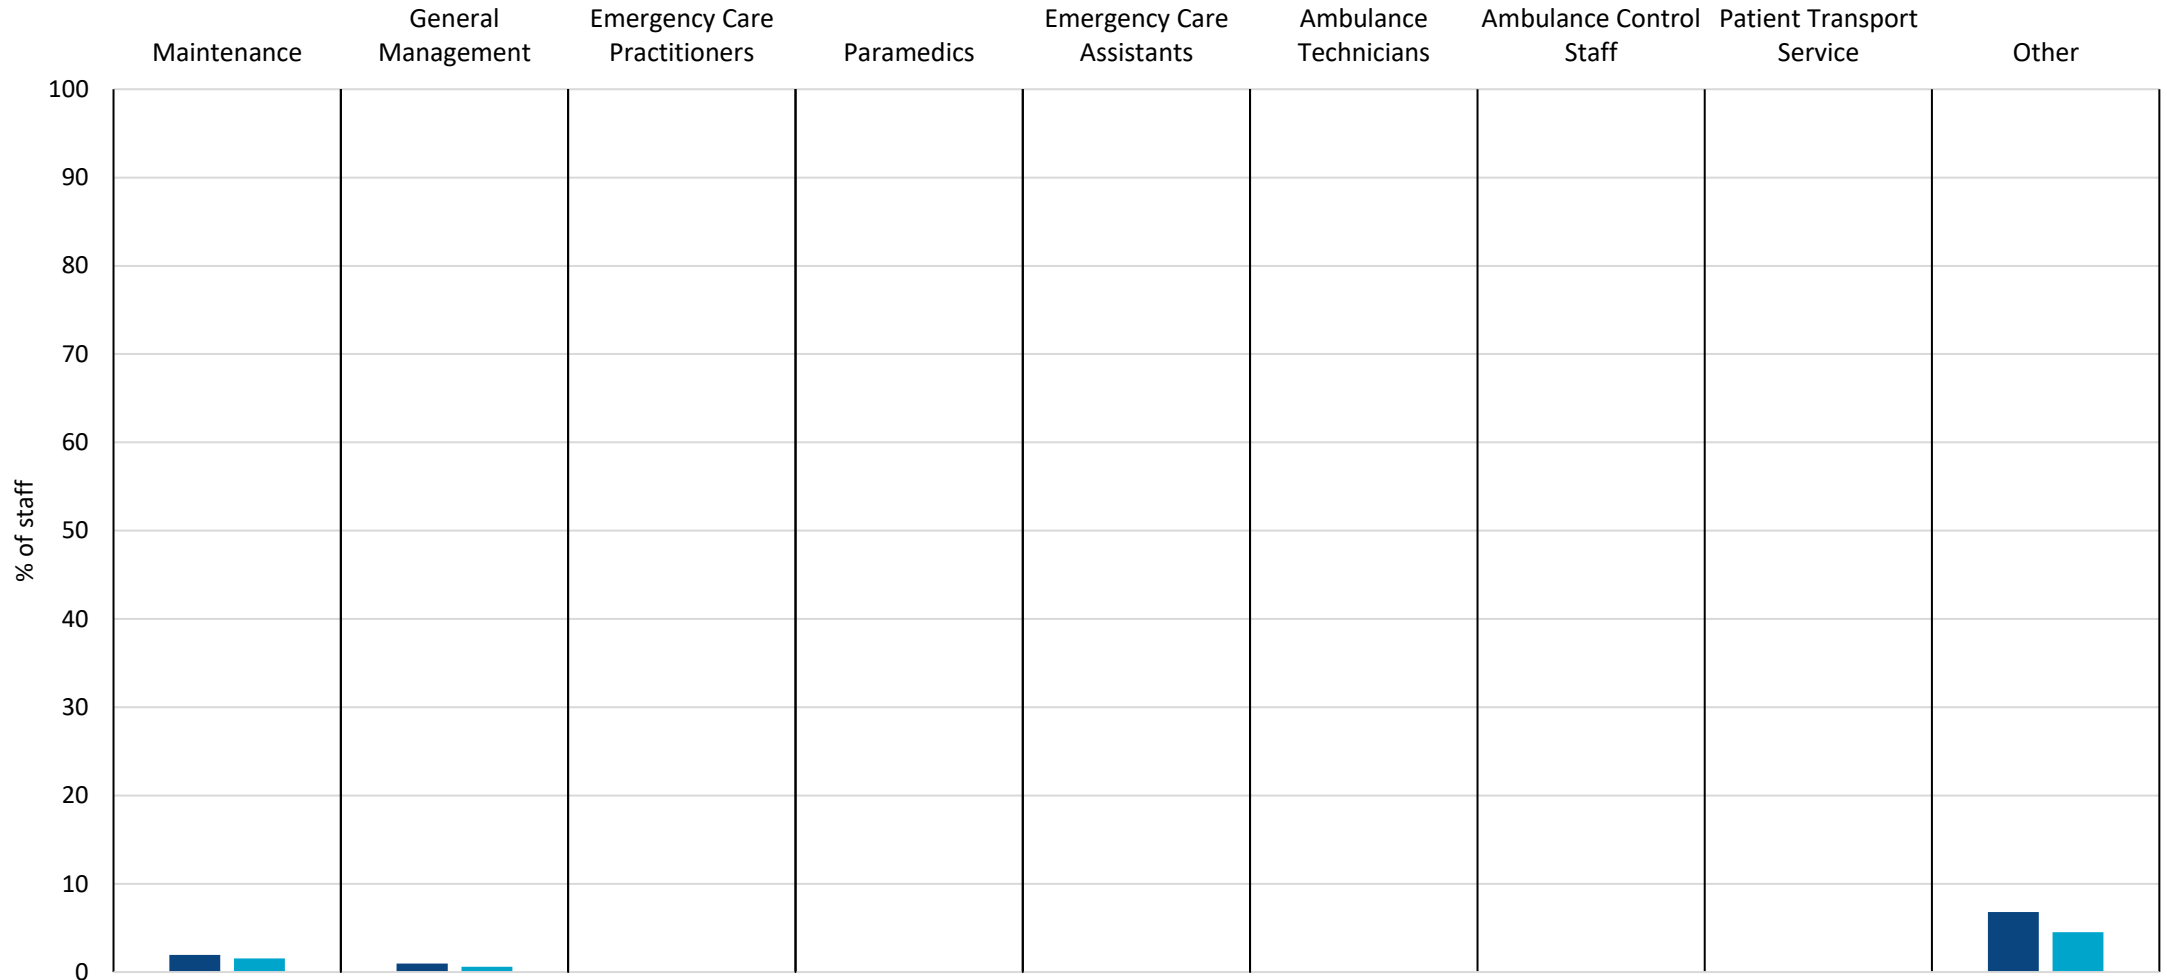 Maintenance
General
Management
Emergency Care
Practitioners
Paramedics
Emergency Care
Assistants
Ambulance
Technicians
Ambulance Control
Staff
Patient Transport
Service
Other
100
90
80
70
60
50
40
30
20
10
0
% of staff